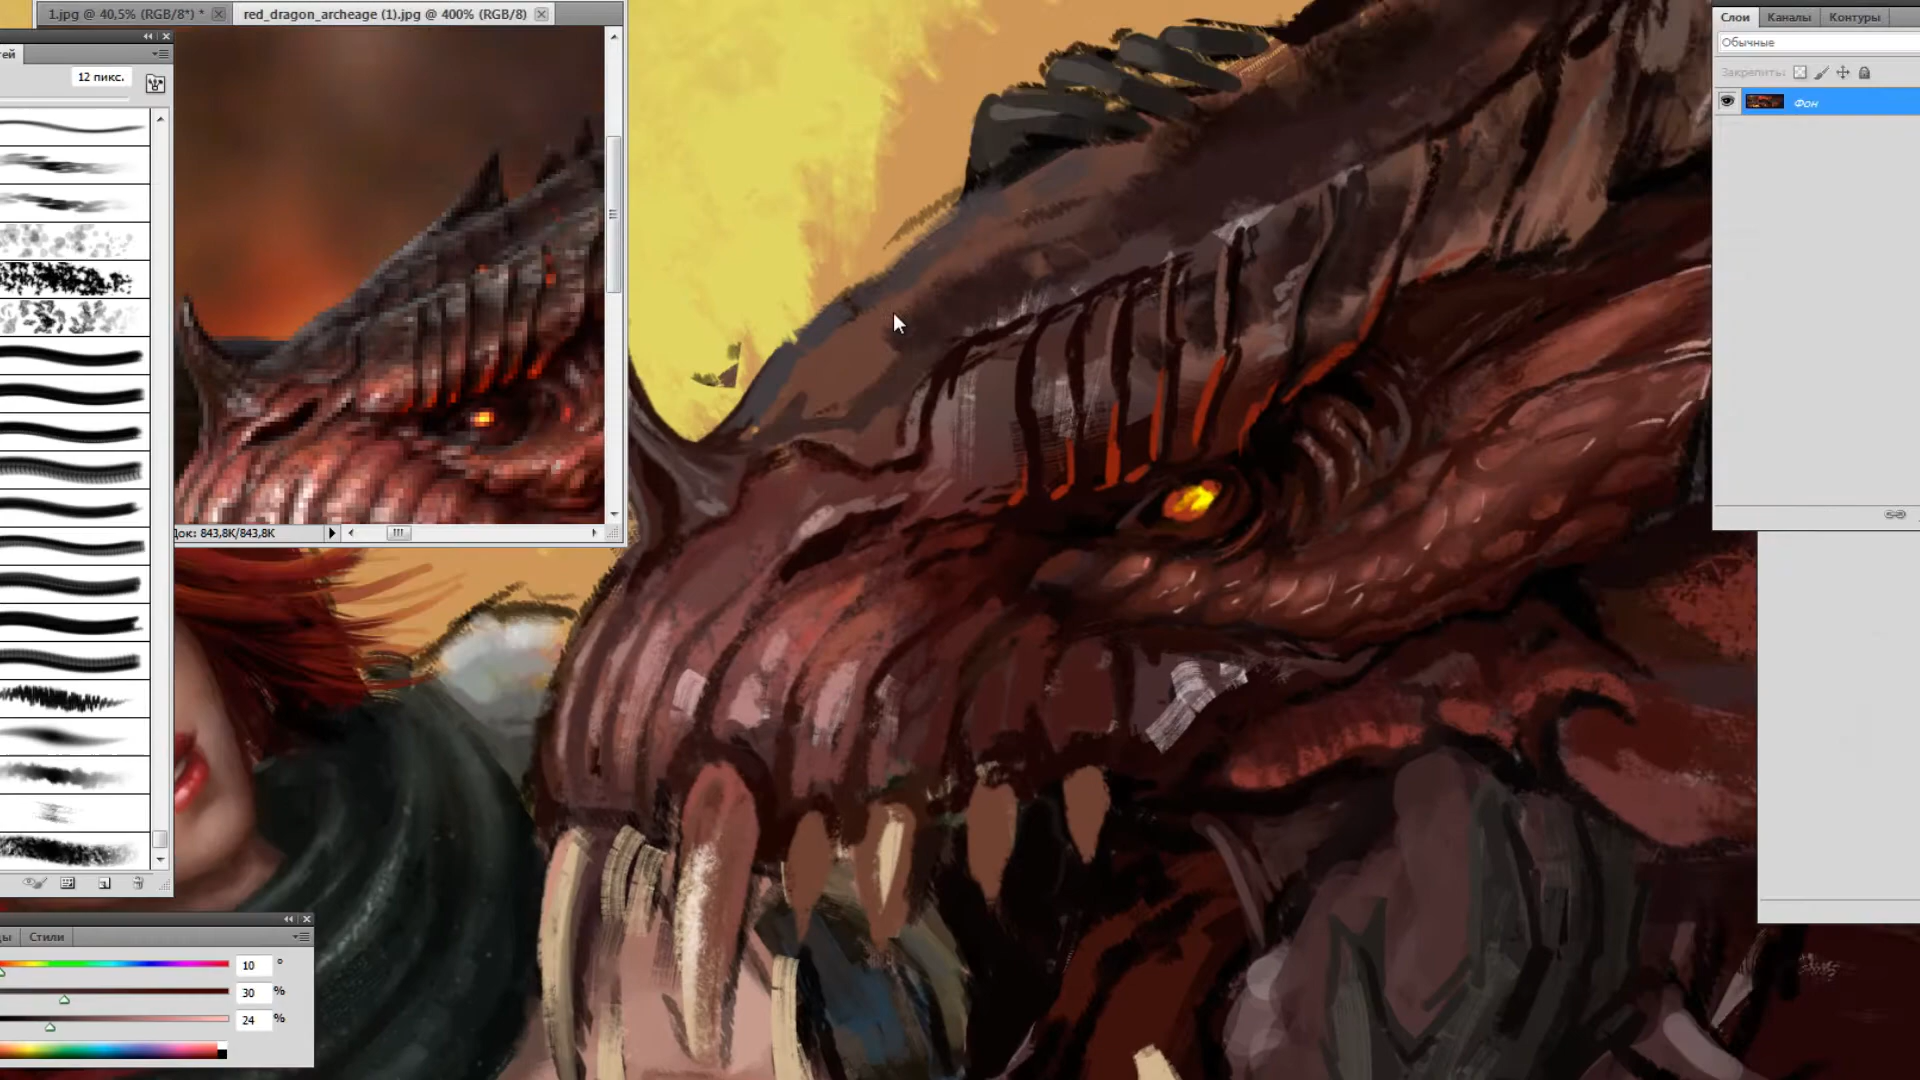 1.jpg @ 40,5% (RGB/8*) *
red_dragon_archeage (1).jpg @ 400% (RGB/8)
тей
12 пикс.
Док: 843,8K/843,8K
Стили
10 °
30 %
24 %
Слои
Каналы
Контуры
Обычные
Закрепить:
Фон